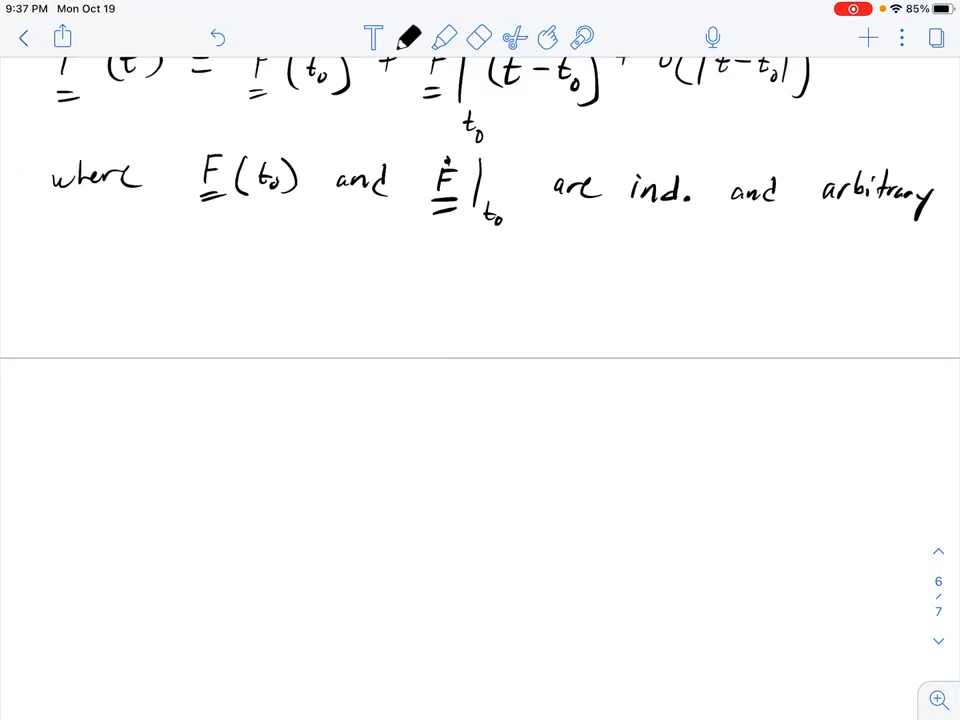 9:37 PM Mon Oct 19 85%
F (t) = F (t₀) + Ḟ|t₀ (t - t₀) + o(|t - t₀|)
where F (t₀) and Ḟ|t₀ are ind. and arbitrary
6
/
7